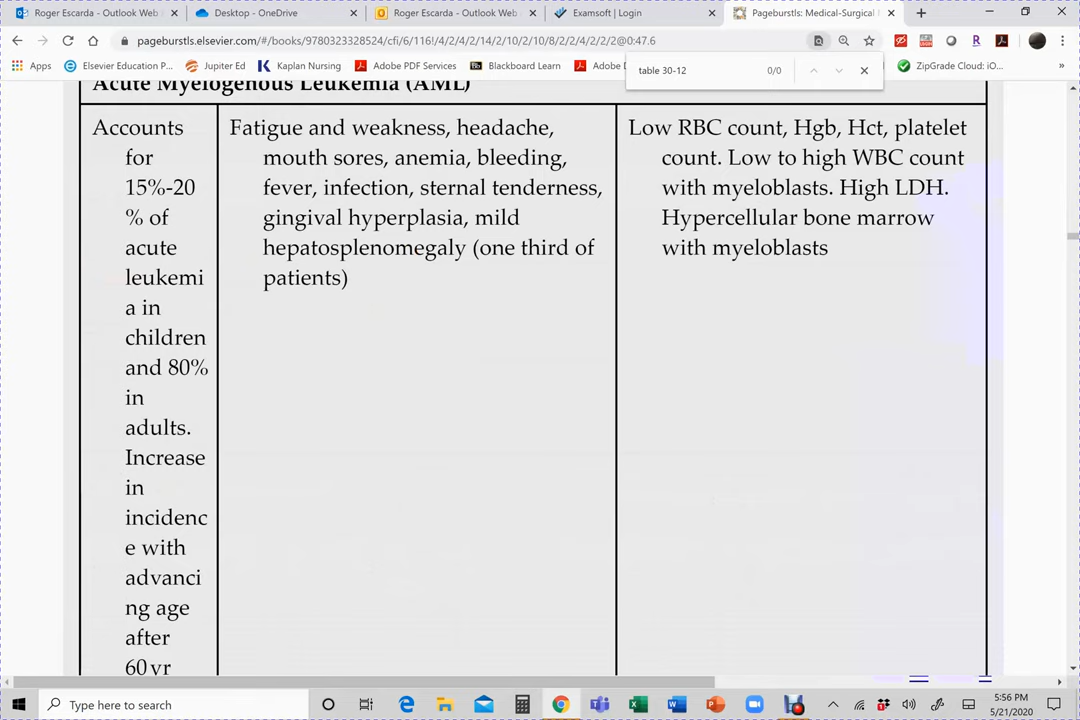 Roger Escarda - Outlook Web
Desktop - OneDrive
Roger Escarda - Outlook Web
Examsoft | Login
Pageburstls: Medical-Surgical
pageburstls.elsevier.com/#/books/9780323328524/cfi/6/116!/4/2/4/2/14/2/10/2/10/8/2/2/4/2/2/2@0:47.6
Apps
Elsevier Education P...
Jupiter Ed
Kaplan Nursing
Adobe PDF Services
Blackboard Learn
Adobe D
table 30-12
0/0
ZipGrade Cloud: iO...
»
Acute Myelogenous Leukemia (AML)
Accounts
for
15%-20
% of
acute
leukemi
a in
children
and 80%
in
adults.
Increase
in
incidenc
e with
advanci
ng age
after
60 yr
Fatigue and weakness, headache,
mouth sores, anemia, bleeding,
fever, infection, sternal tenderness,
gingival hyperplasia, mild
hepatosplenomegaly (one third of
patients)
Low RBC count, Hgb, Hct, platelet
count. Low to high WBC count
with myeloblasts. High LDH.
Hypercellular bone marrow
with myeloblasts
Type here to search
5:56 PM
5/21/2020